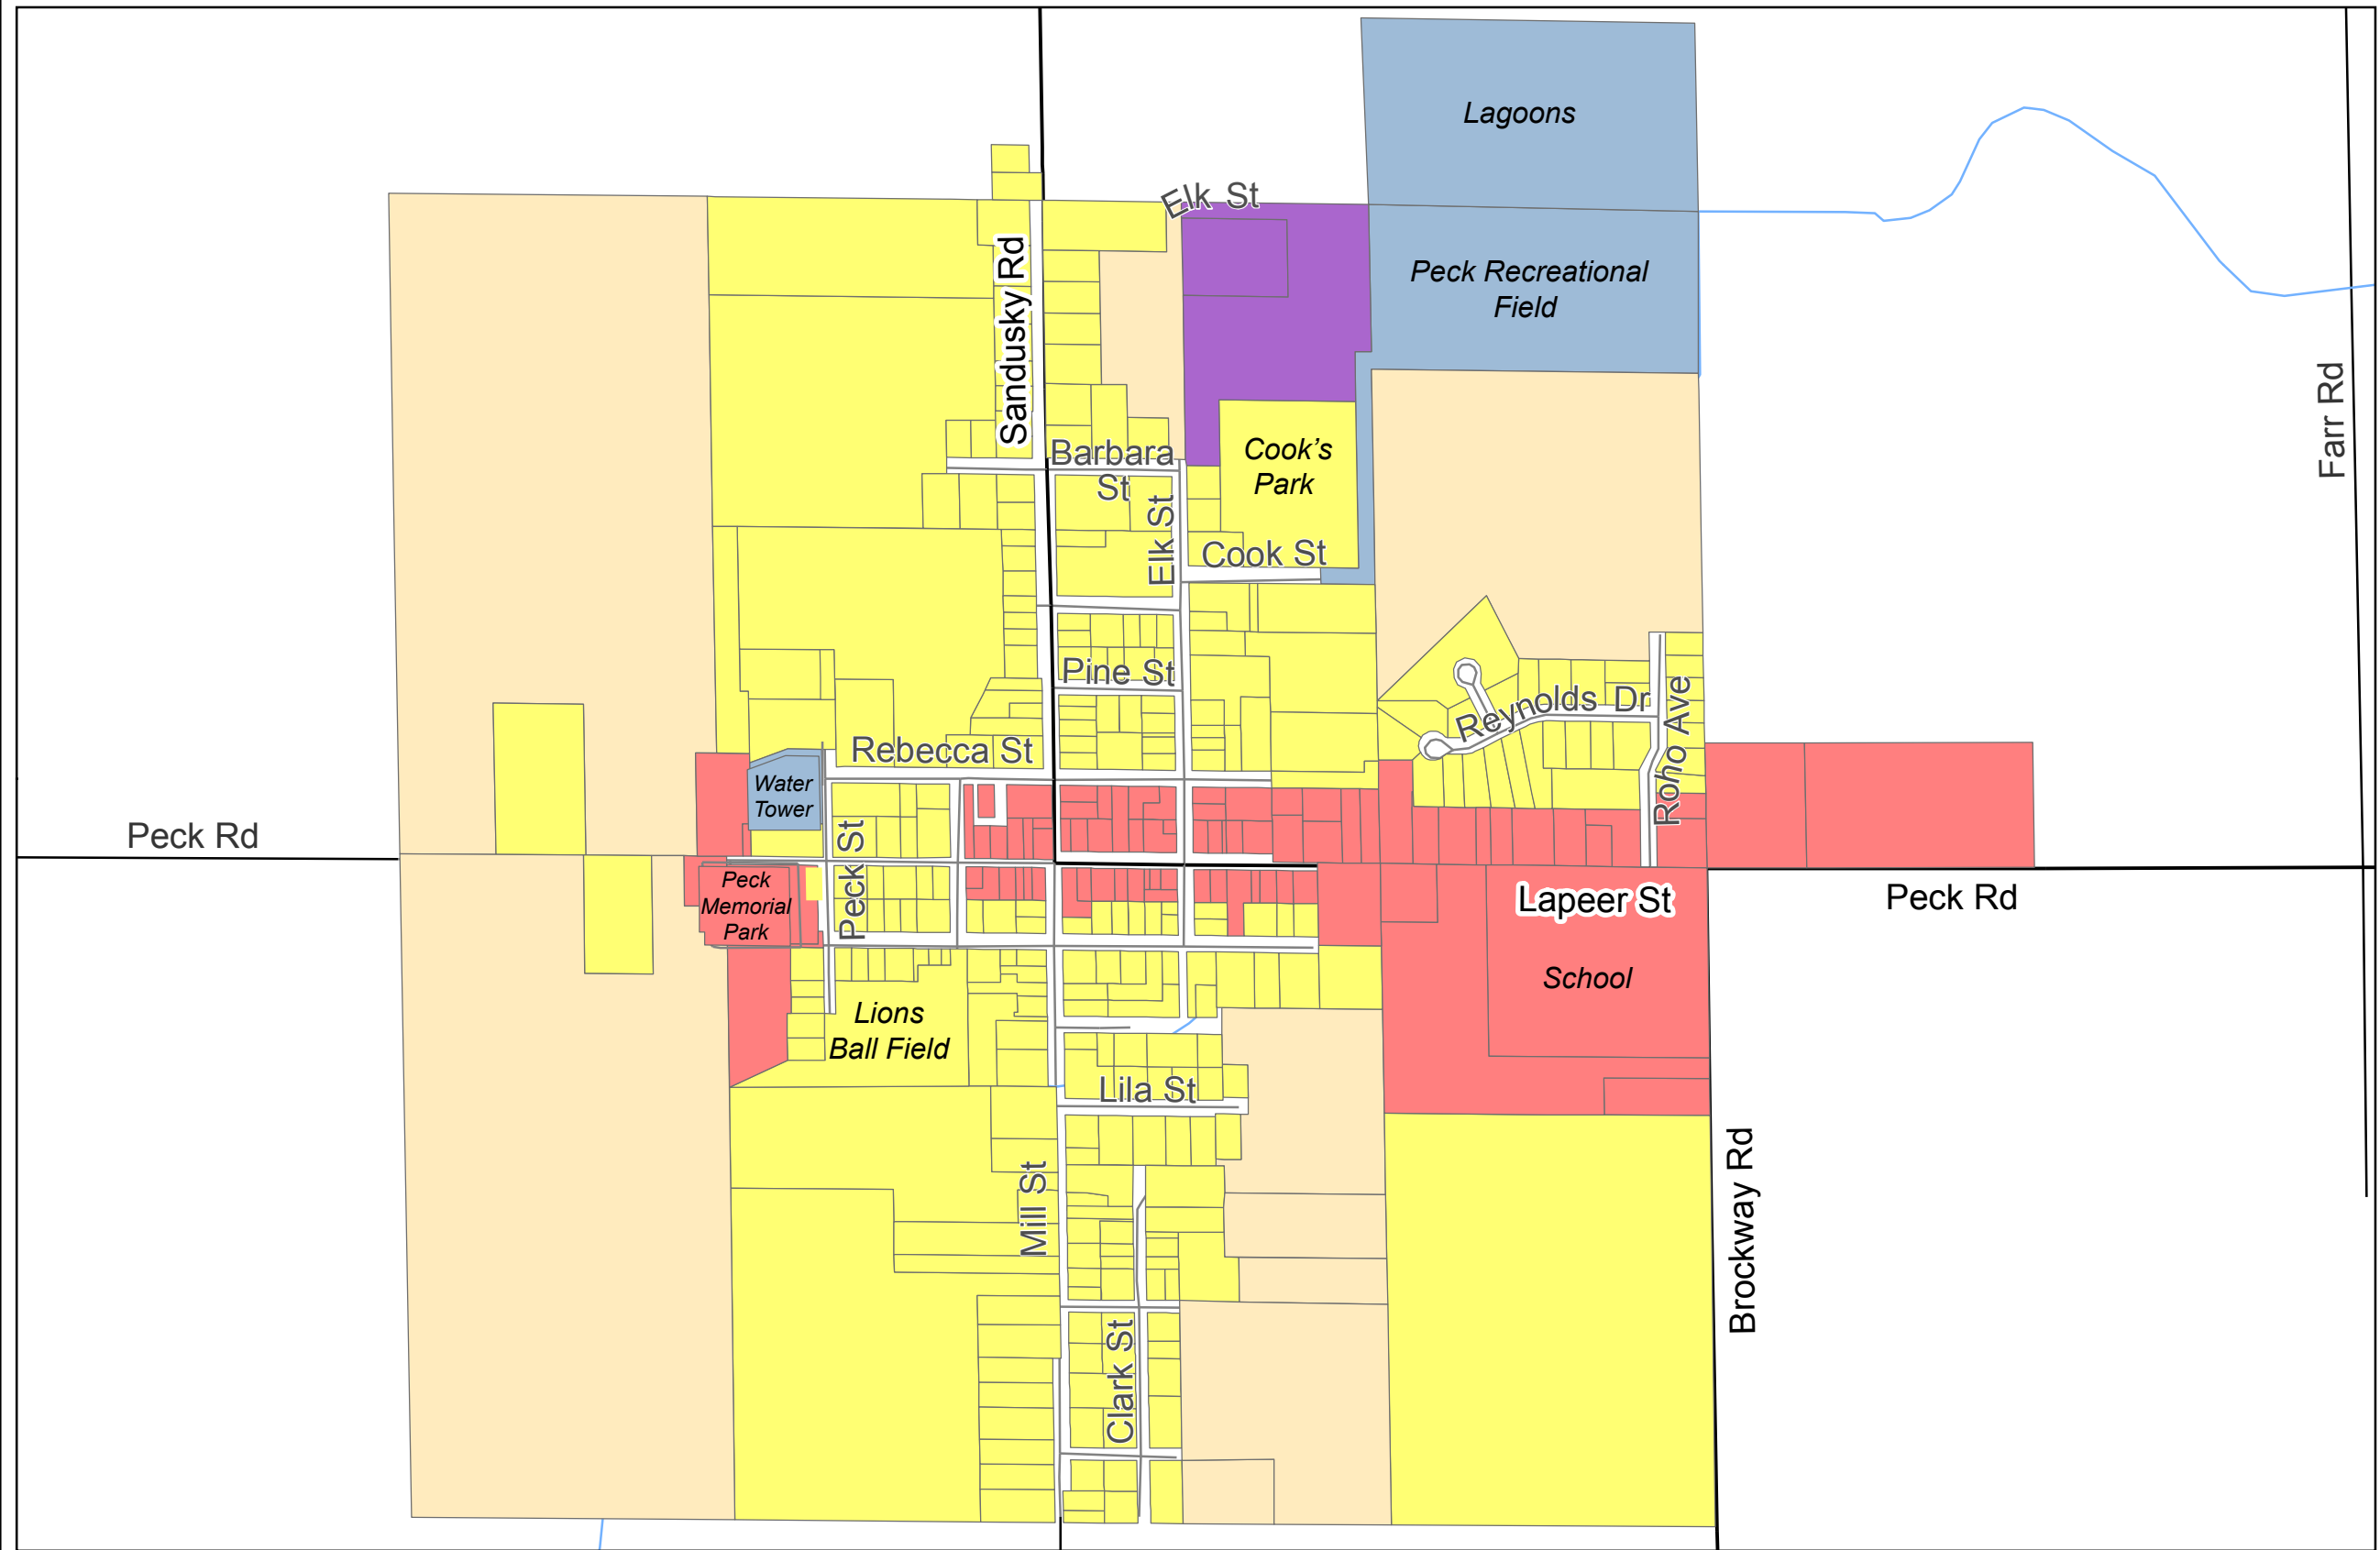 Lagoons
Elk St
Peck Recreational
Field
Sandusky Rd
Farr Rd
Barbara
St
Cook's
Park
Elk St
Cook St
Pine St
Reynolds Dr
Roho Ave
Rebecca St
Water
Tower
Peck Rd
Peck St
Peck
Memorial
Park
Lapeer St
Peck Rd
School
Lions
Ball Field
Lila St
Mill St
Brockway Rd
Clark St